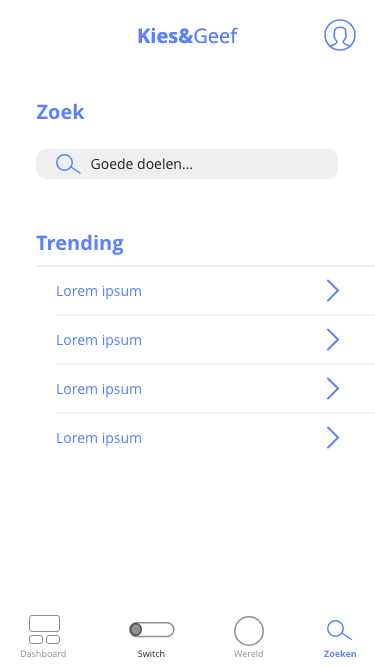 Kies&Geef
Zoek
Goede doelen...
Trending
Lorem ipsum
Lorem ipsum
Lorem ipsum
Lorem ipsum
Dashboard
Switch
Wereld
Zoeken